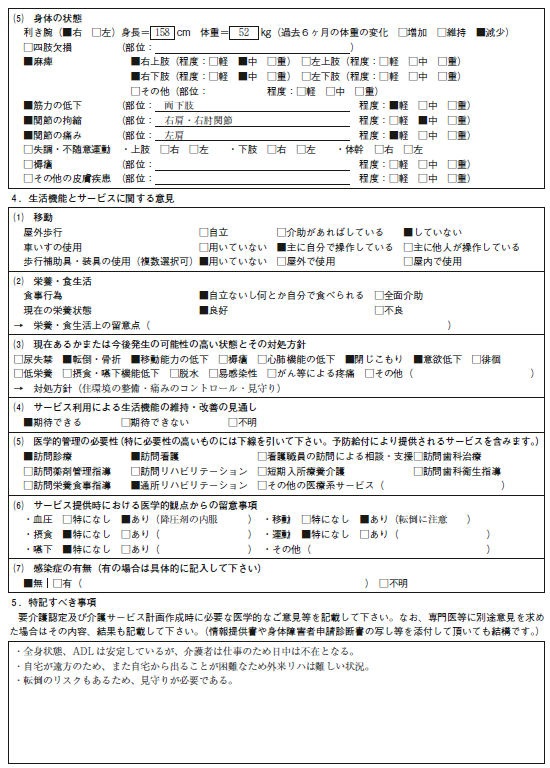 (5) 身体の状態
利き腕（■右 □左）身長＝158cm 体重＝52kg（過去６ヶ月の体重の変化 □増加 □維持 ■減少）
□四肢欠損 （部位：　　　　）
■麻痺 ■右上肢（程度：□軽 ■中 □重） □左上肢（程度：□軽 □中 □重）
■右下肢（程度：□軽 ■中 □重） □左下肢（程度：□軽 □中 □重）
□その他（部位：　　　　程度：□軽 □中 □重）
■筋力の低下 （部位：両下肢　　　　程度：■軽 □中 □重）
■関節の拘縮 （部位：右肩・右肘関節　　　　程度：□軽 ■中 □重）
■関節の痛み （部位：左肩　　　　程度：■軽 □中 □重）
□失調・不随意運動 ・上肢 □右 □左 ・下肢 □右 □左 ・体幹 □右 □左
□褥瘡 （部位：　　　　程度：□軽 □中 □重）
□その他の皮膚疾患（部位：　　　　程度：□軽 □中 □重）
４．生活機能とサービスに関する意見
(1) 移動
屋外歩行 □自立 □介助があればしている ■していない
車いすの使用 □用いていない ■主に自分で操作している □主に他人が操作している
歩行補助具・装具の使用（複数選択可）■用いていない □屋外で使用 □屋内で使用
(2) 栄養・食生活
食事行為 ■自立ないし何とか自分で食べられる □全面介助
現在の栄養状態 ■良好 □不良
→ 栄養・食生活上の留意点（　　　　）
(3) 現在あるかまたは今後発生の可能性の高い状態とその対処方針
□尿失禁 ■転倒・骨折 ■移動能力の低下 □褥瘡 □心肺機能の低下 ■閉じこもり ■意欲低下 □徘徊
□低栄養 □摂食・嚥下機能低下 □脱水 □易感染性 □がん等による疼痛 □その他（　　　　）
→ 対処方針（住環境の整備・痛みのコントロール・見守り）
(4) サービス利用による生活機能の維持・改善の見通し
■期待できる □期待できない □不明
(5) 医学的管理の必要性（特に必要性の高いものには下線を引いて下さい。予防給付により提供されるサービスを含みます。）
■訪問診療 ■訪問看護 □看護職員の訪問による相談・支援 □訪問歯科診療
□訪問薬剤管理指導 □訪問リハビリテーション □短期入所療養介護 □訪問歯科衛生指導
□訪問栄養食事指導 ■通所リハビリテーション □その他の医療系サービス（　　　　）
(6) サービス提供時における医学的観点からの留意事項
・血圧 □特になし ■あり（降圧剤の内服　　） ・移動 □特になし ■あり（転倒に注意　　）
・摂食 ■特になし □あり（　　　　） ・運動 ■特になし □あり（　　　　）
・嚥下 ■特になし □あり（　　　　） ・その他（　　　　）
(7) 感染症の有無（有の場合は具体的に記入して下さい）
■無｜□有（　　　　） □不明
５．特記すべき事項
要介護認定及び介護サービス計画作成時に必要な医学的なご意見等を記載して下さい。なお、専門医等に別途意見を求め
た場合はその内容、結果も記載して下さい。（情報提供書や身体障害者申請診断書の写し等を添付して頂いても結構です。）
・全身状態、ADLは安定しているが、介護者は仕事のため日中は不在となる。
・自宅が遠方のため、また自宅から出ることが困難なため外来リハは難しい状況。
・転倒のリスクもあるため、見守りが必要である。